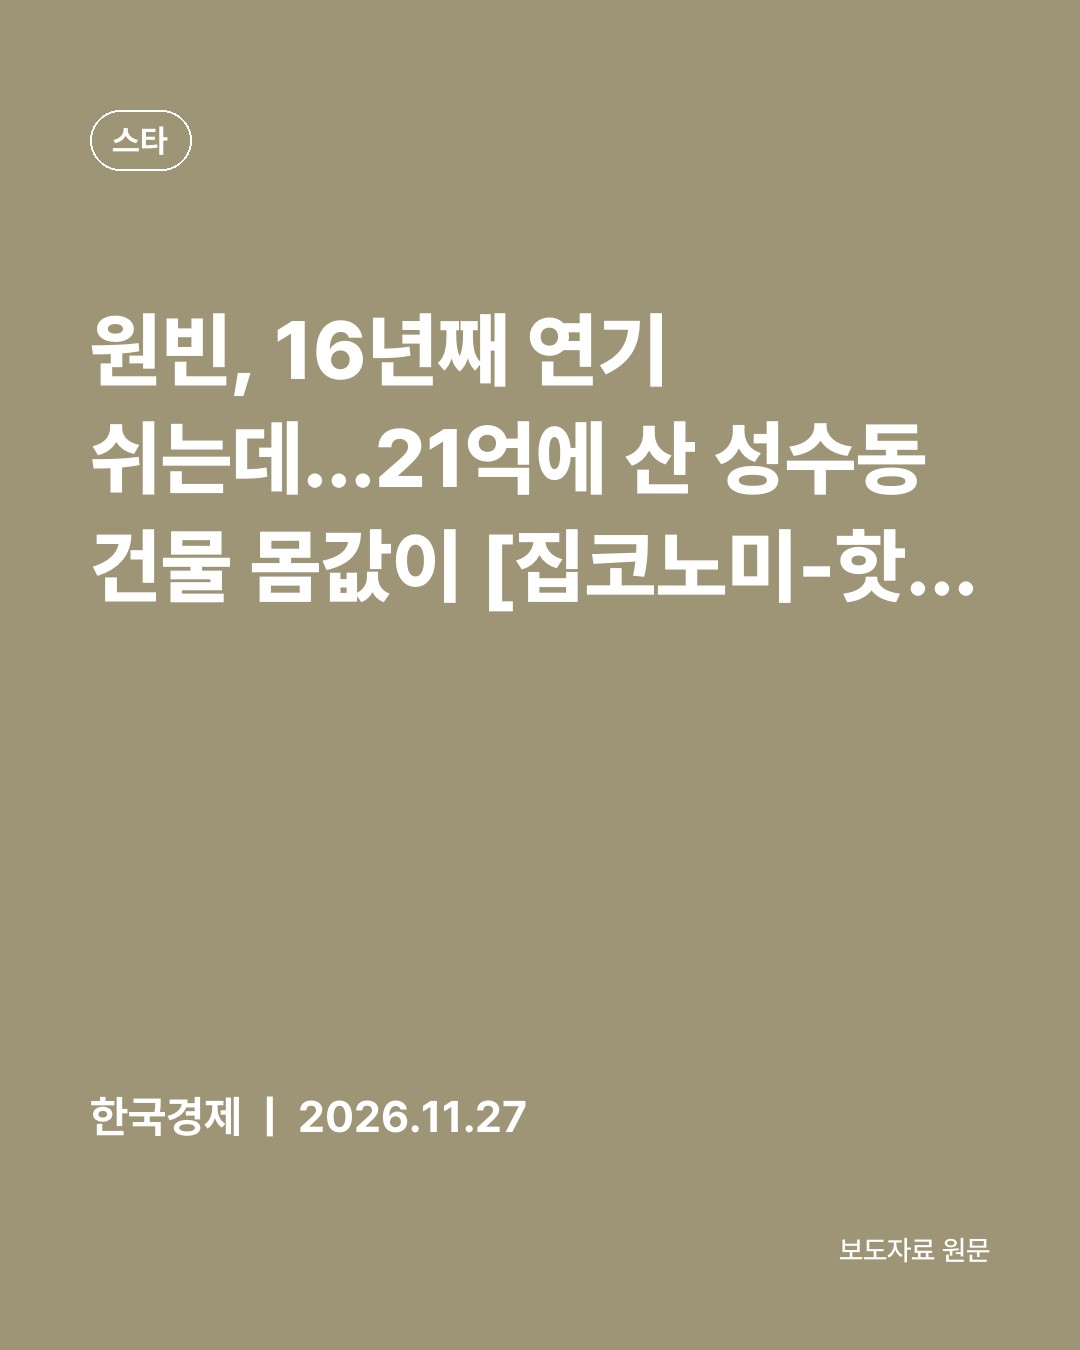 스타
원빈, 16년째 연기
쉬는데...21억에 산 성수동
건물 몸값이 [집코노미-핫...
한국경제 | 2026.11.27
보도자료 원문